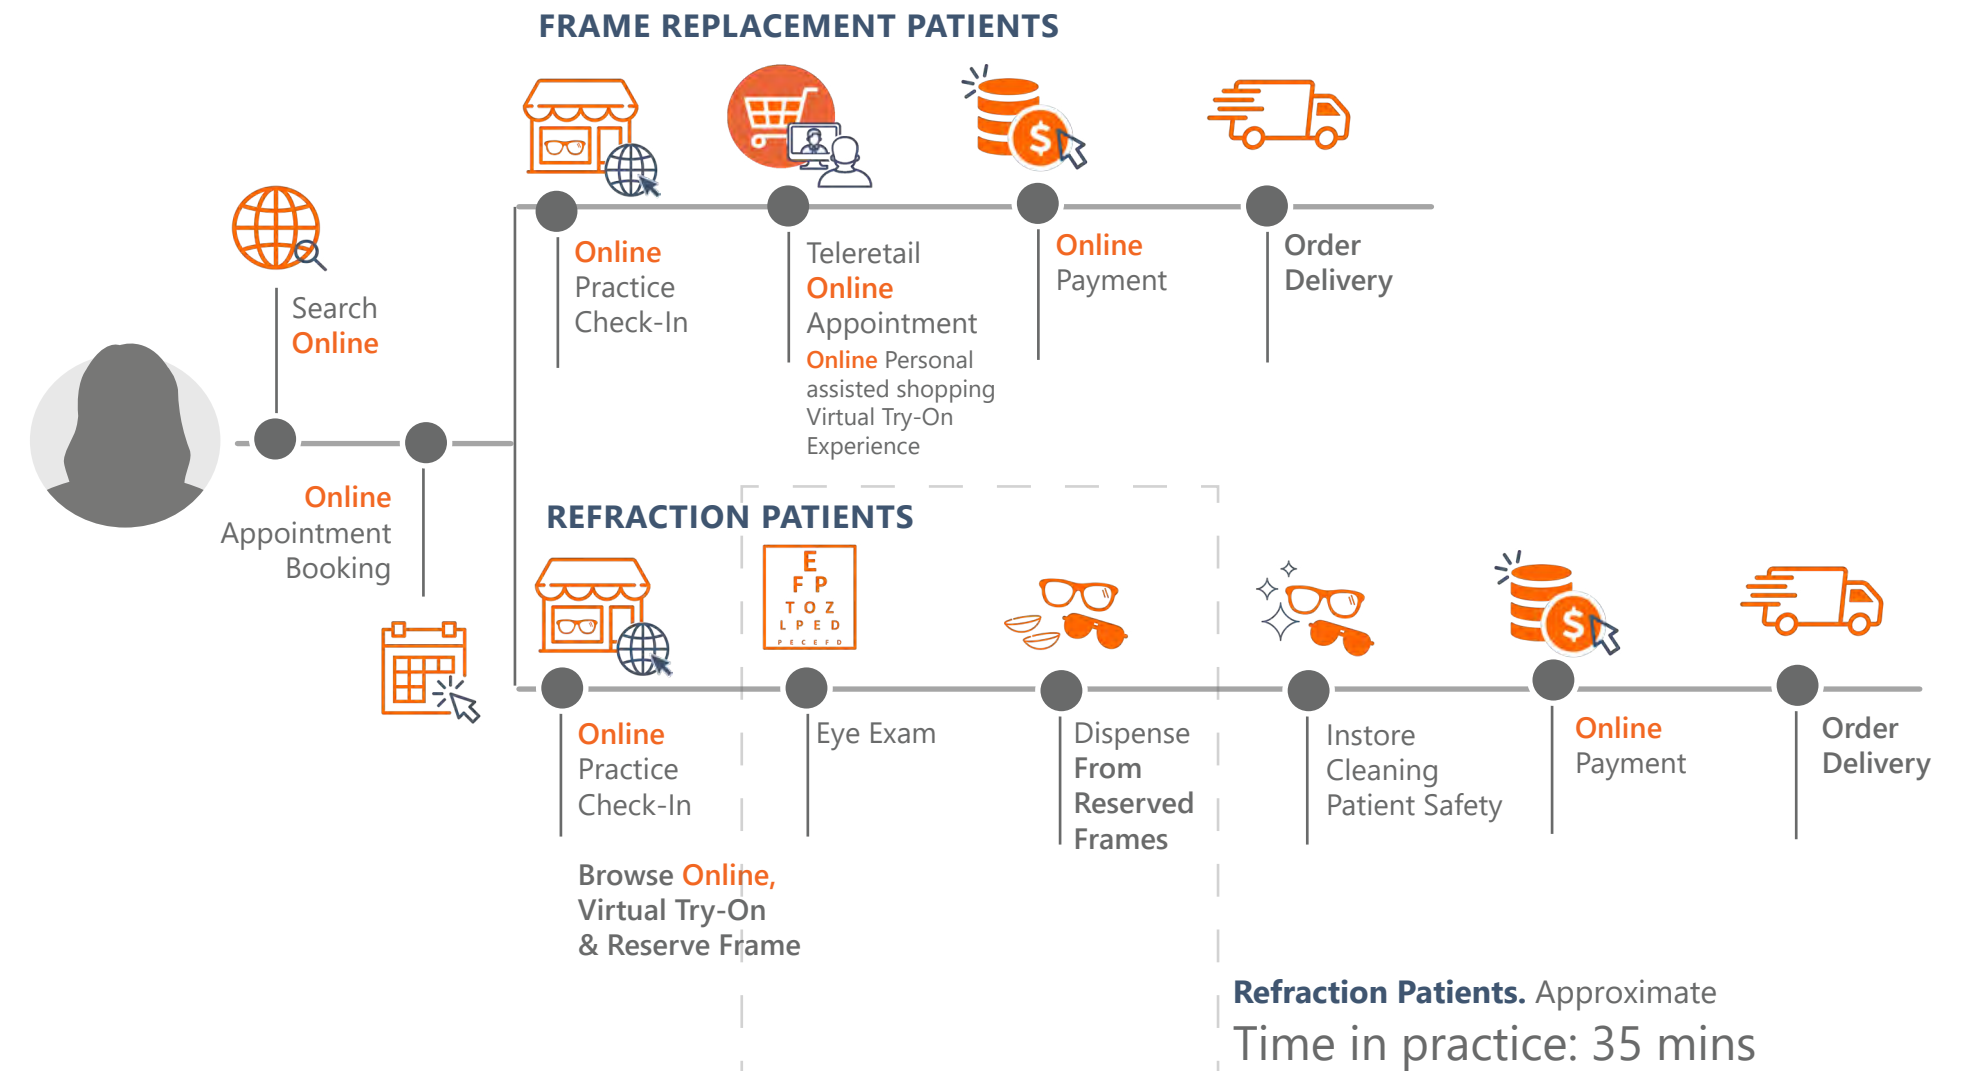 FRAME REPLACEMENT PATIENTS
Search
Online
Online
Appointment
Booking
Online
Practice
Check-In
Teleretail
Online
Appointment
Online Personal
assisted shopping
Virtual Try-On
Experience
$
Online
Payment
Order
Delivery
REFRACTION PATIENTS
Online
Practice
Check-In
Browse Online,
Virtual Try-On
& Reserve Frame
E
F P
T O Z
L P E D
P E C F D
Eye Exam
Dispense
From
Reserved
Frames
Instore
Cleaning
Patient Safety
$
Online
Payment
Order
Delivery
Refraction Patients. Approximate
Time in practice: 35 mins